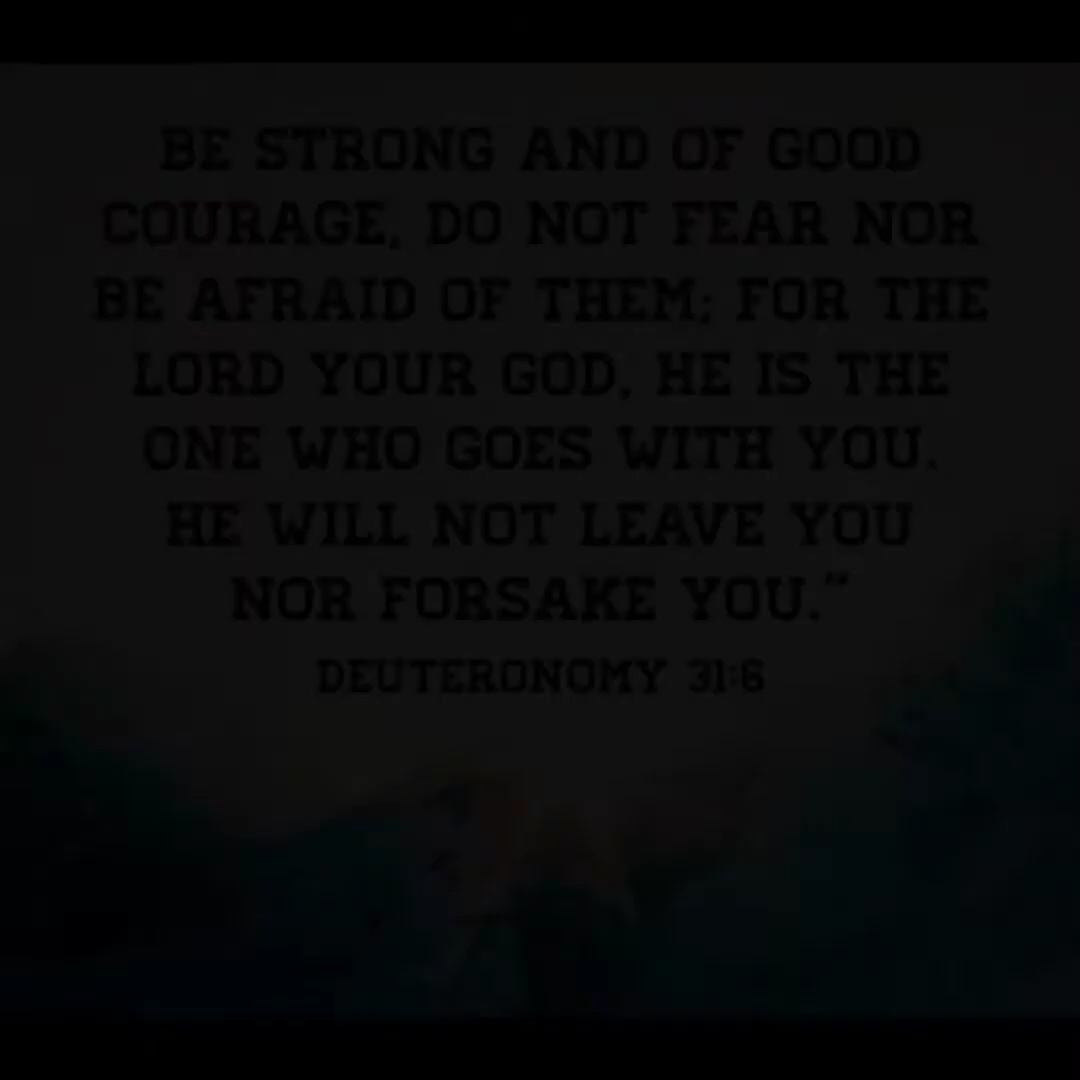 BE STRONG AND OF GOOD
COURAGE, DO NOT FEAR NOR
BE AFRAID OF THEM; FOR THE
LORD YOUR GOD, HE IS THE
ONE WHO GOES WITH YOU.
HE WILL NOT LEAVE YOU
NOR FORSAKE YOU.”
DEUTERONOMY 31:6